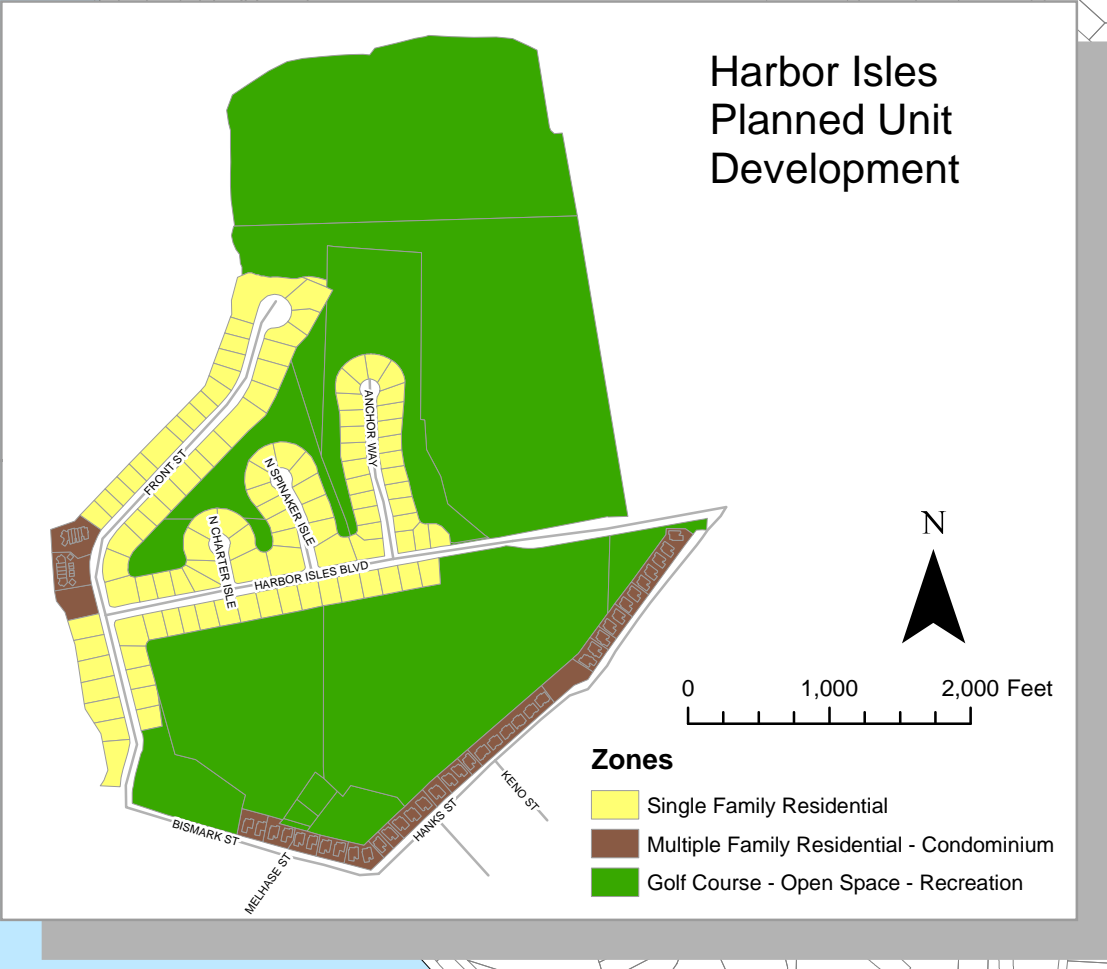 Harbor Isles
Planned Unit
Development
FRONT ST
ANCHOR WAY
N SPINAKER ISLE
N CHARTER ISLE
HARBOR ISLES BLVD
N
0 1,000 2,000 Feet
Zones
Single Family Residential
Multiple Family Residential - Condominium
Golf Course - Open Space - Recreation
KENO ST
HANKS ST
BISMARK ST
MELHASE ST